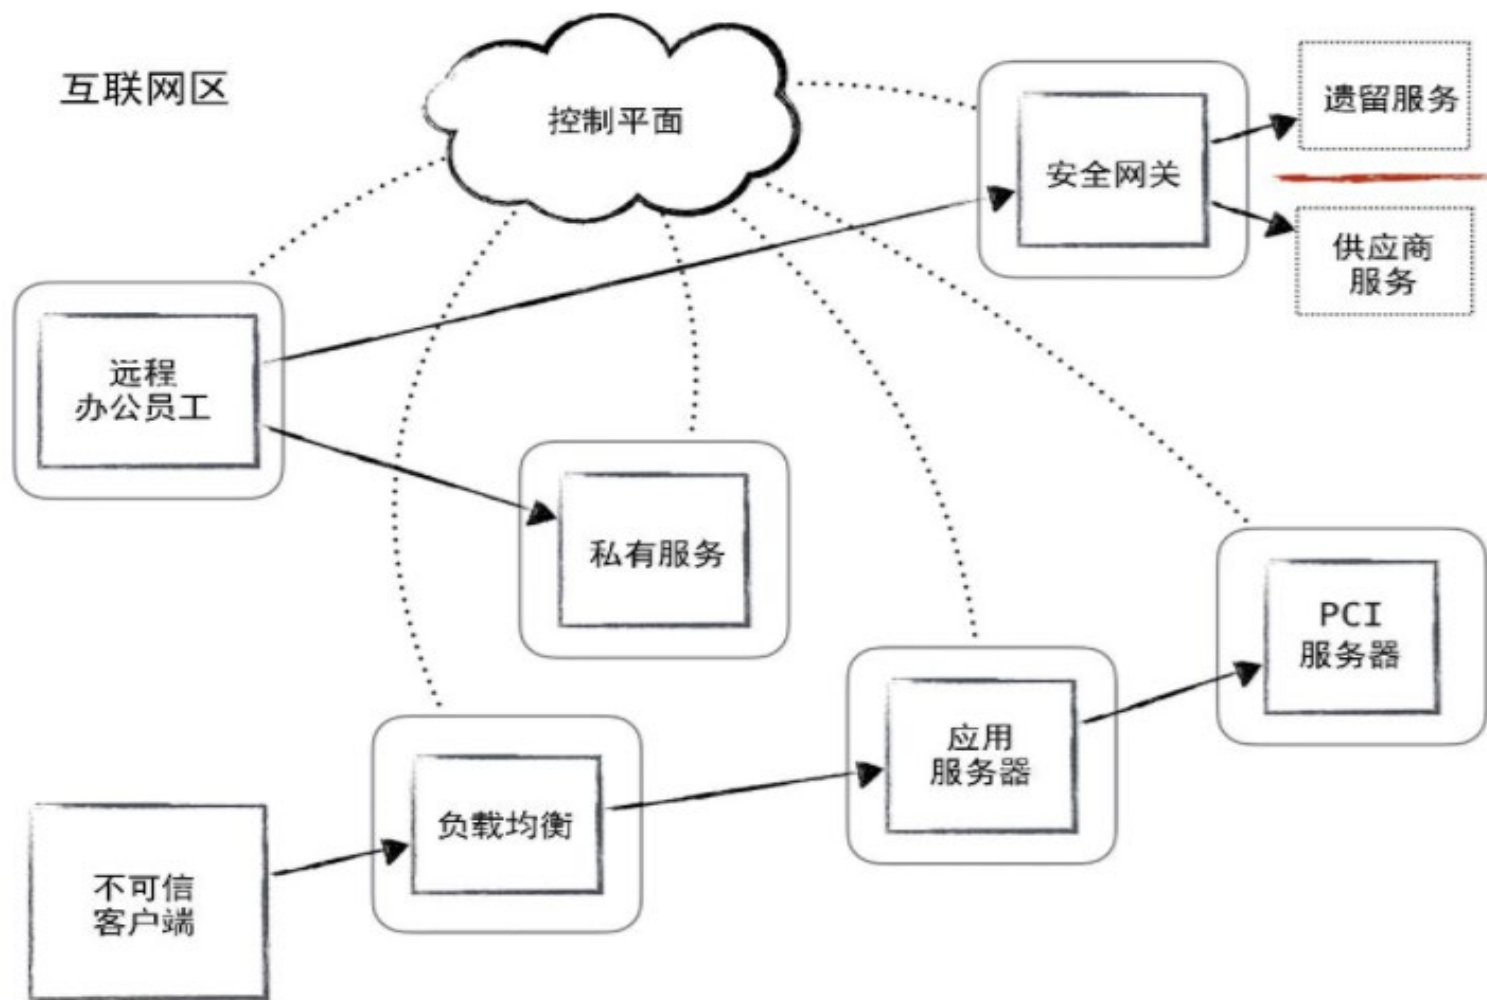 互联网区
控制平面
遗留服务
安全网关
供应商
服务
远程
办公员工
私有服务
PCI
服务器
应用
服务器
负载均衡
不可信
客户端